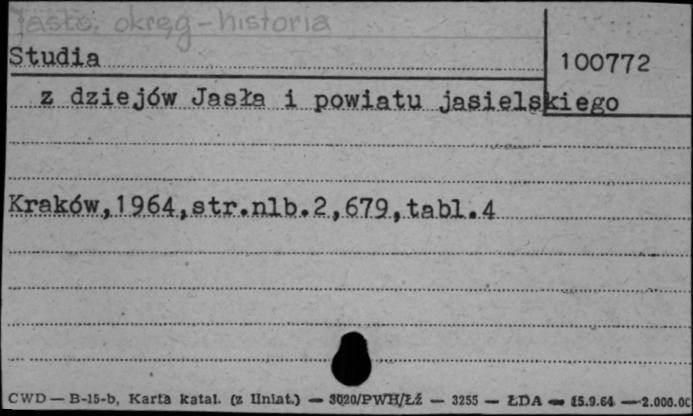 Jasło, okręg - historia
Studia
100772
z dziejów Jasła i powiatu jasielskiego
Kraków,1964,str.nlb.2,679,tabl.4
CWD — B-15-b, Karta katal. (z liniat.) — 3020/PWH/Łź — 3255 — ŁDA — 15.9.64 — 2.000.00